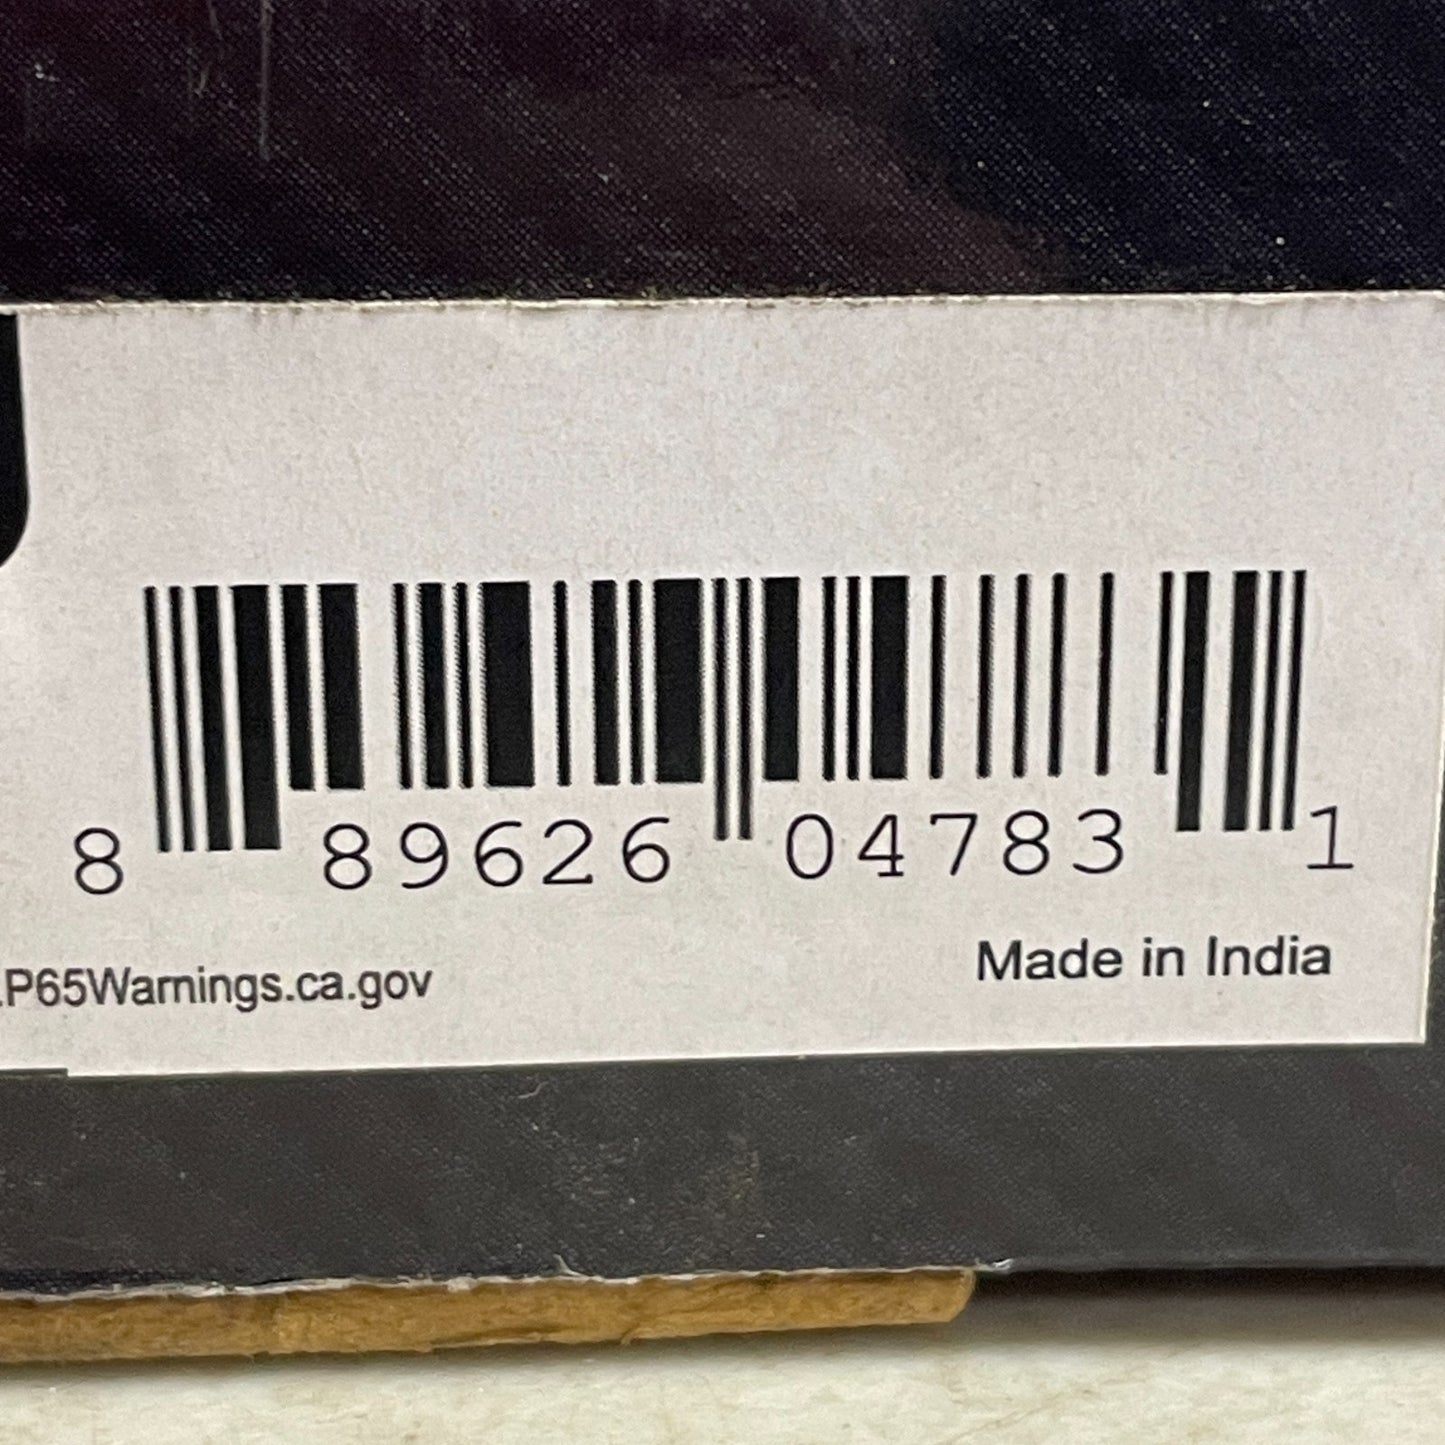 8 89626 04783 1
.P65Warnings.ca.gov
Made in India